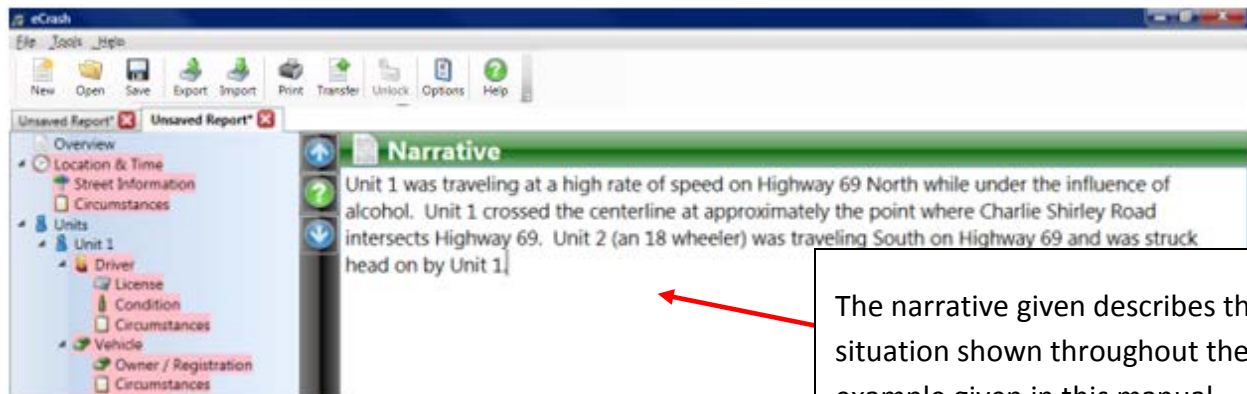 eCrash
File Tools Help
New Open Save Export Import Print Transfer Unlock Options Help
Unsaved Report* Unsaved Report*
Overview
Location & Time
Street Information
Circumstances
Units
Unit 1
Driver
License
Condition
Circumstances
Vehicle
Owner / Registration
Circumstances
Narrative
Unit 1 was traveling at a high rate of speed on Highway 69 North while under the influence of
alcohol. Unit 1 crossed the centerline at approximately the point where Charlie Shirley Road
intersects Highway 69. Unit 2 (an 18 wheeler) was traveling South on Highway 69 and was struck
head on by Unit 1.
The narrative given describes th
situation shown throughout the
example given in this manual